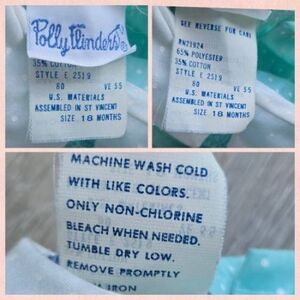 Polly Flinders®
35% COTTON
STYLE E 2519
80 VE 55
U.S. MATERIALS
ASSEMBLED IN ST VINCENT
SIZE: 18 MONTHS
SEE REVERSE FOR CARE
RN21924
65% POLYESTER
35% COTTON
STYLE E 2519
80 VE 55
U.S. MATERIALS
ASSEMBLED IN ST VINCENT
SIZE: 18 MONTHS
MACHINE WASH COLD
WITH LIKE COLORS.
ONLY NON-CHLORINE
BLEACH WHEN NEEDED.
TUMBLE DRY LOW.
REMOVE PROMPTLY
IRON